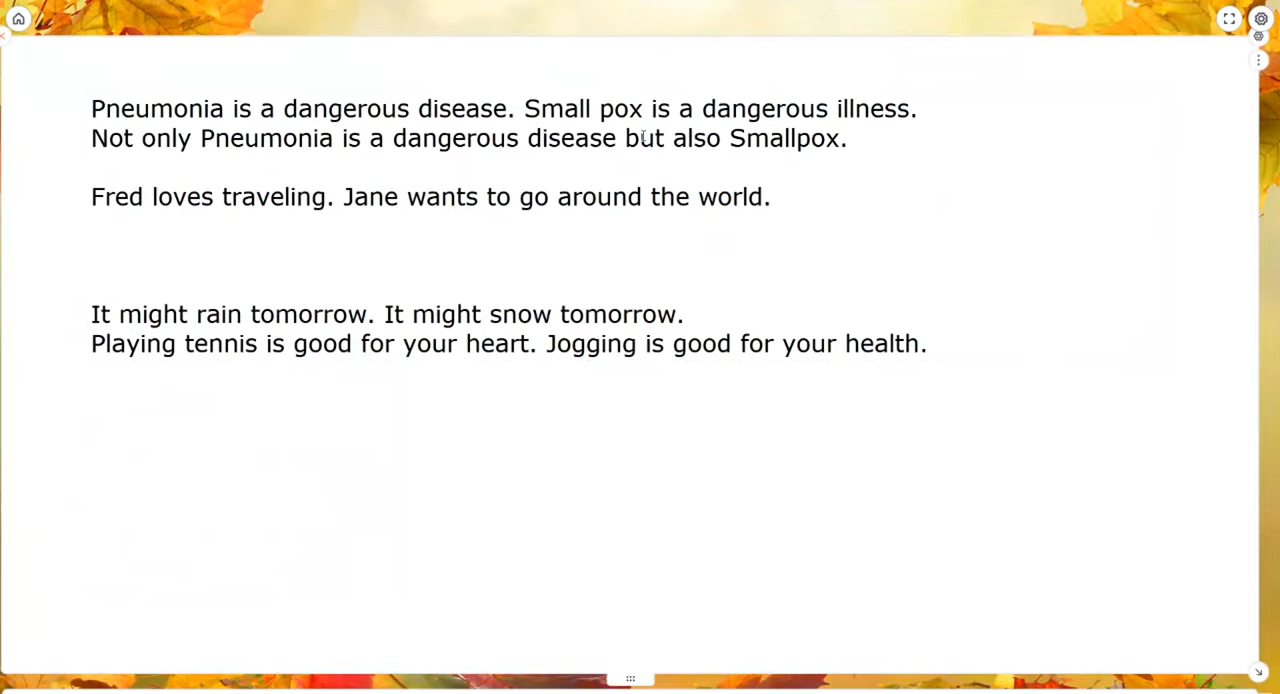 Pneumonia is a dangerous disease. Small pox is a dangerous illness.
Not only Pneumonia is a dangerous disease but also Smallpox.
Fred loves traveling. Jane wants to go around the world.
It might rain tomorrow. It might snow tomorrow.
Playing tennis is good for your heart. Jogging is good for your health.